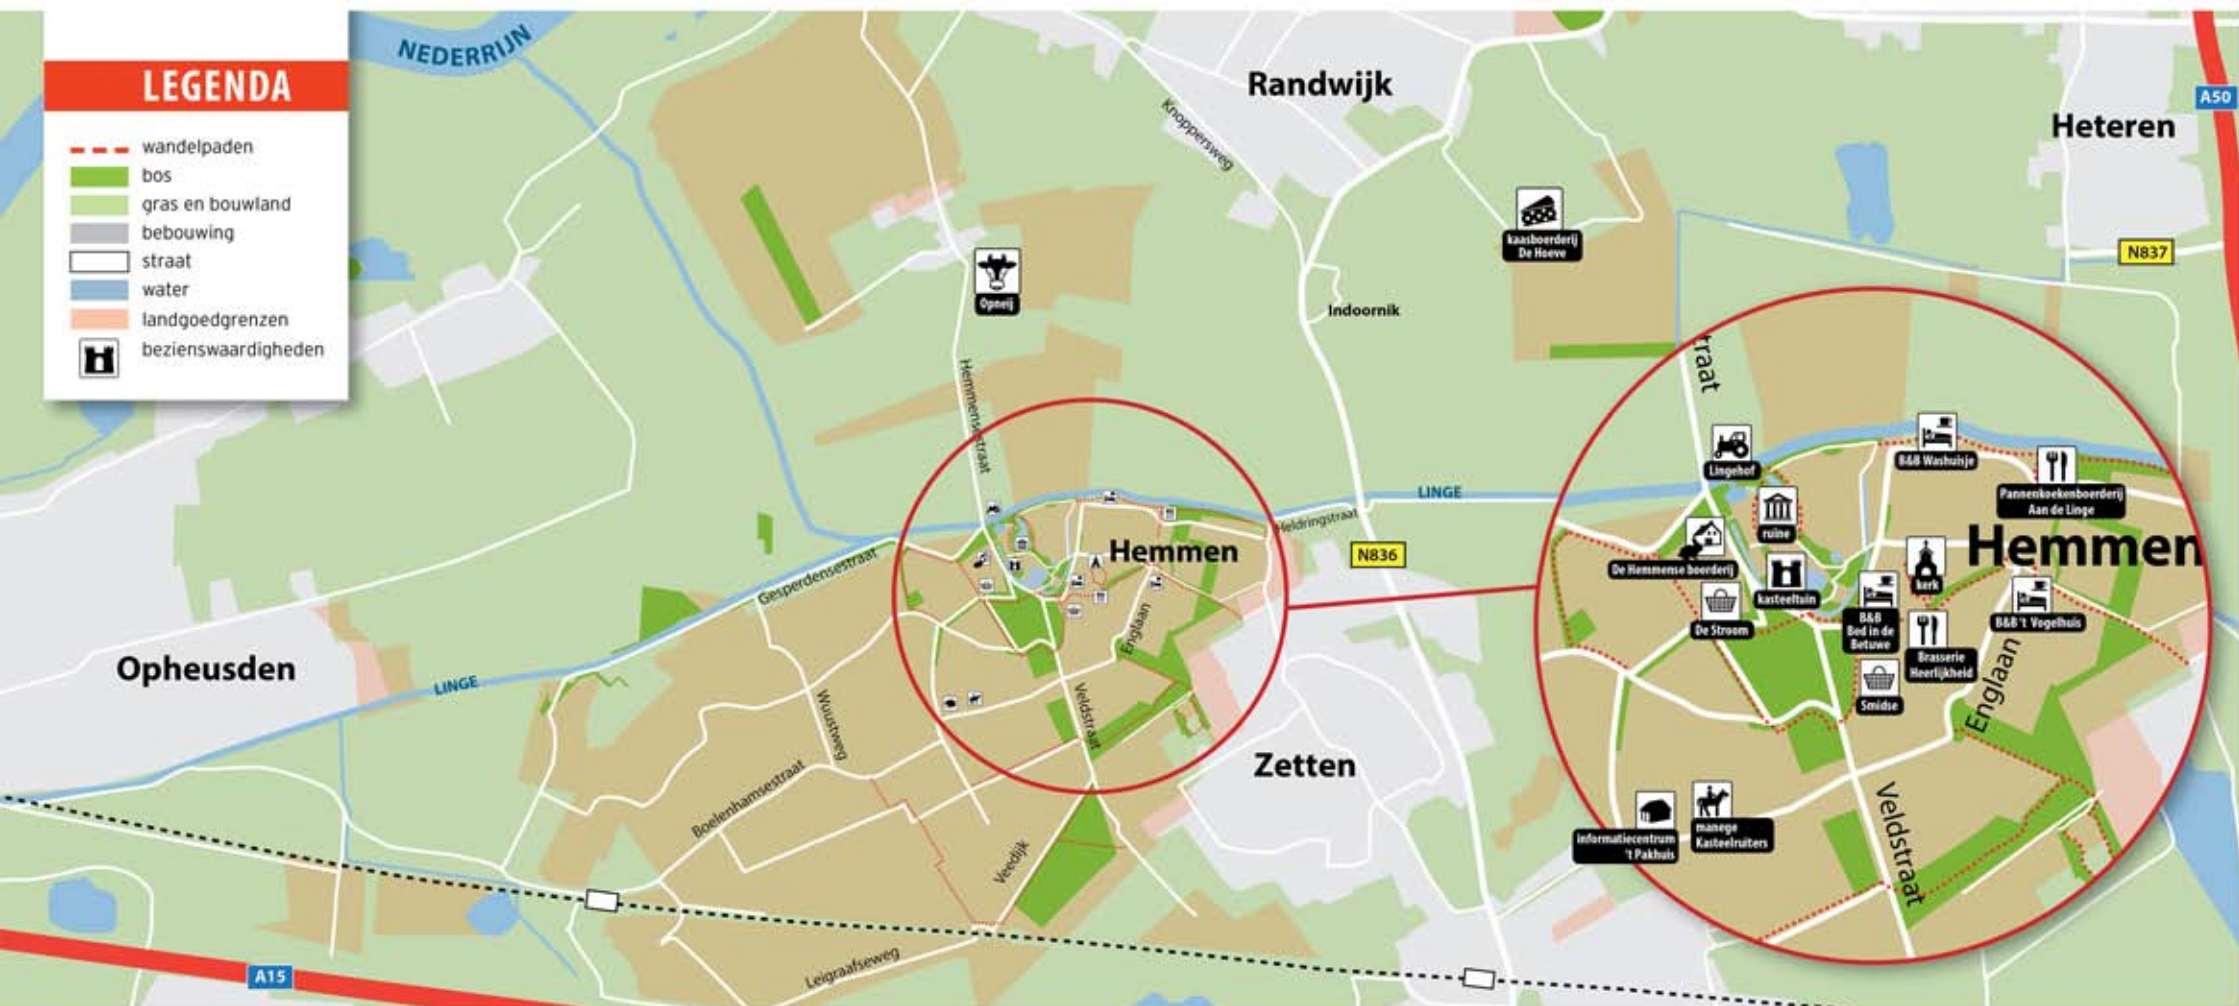 NEDERRIJN
LEGENDA
wandelpaden
bos
gras en bouwland
bebouwing
straat
water
landgoedgrenzen
bezienswaardigheden
Randwijk
Knoppersweg
Heteren
A50
N837
kaasboerderij
De Hoeve
Opneij
Indoornik
Hemmensestraat
LINGE
Heldringstraat
N836
Hemmen
Gesperdensestraat
Englaan
Opheusden
LINGE
Wuustweg
Veldstraat
Zetten
Boelenhamsestraat
Veedijk
Leigraafseweg
A15
traat
Lingehof
B&B Washuisje
Pannenkoekenboerderij
Aan de Linge
ruïne
Hemmen
De Hemmense boerderij
kasteeltuin
kerk
De Stroom
B&B
Bed in de
Betuwe
B&B 't Vogelhuis
Brasserie
Heerlijkheid
Smidse
Englaan
informatiecentrum
't Pakhuis
manege
Kasteelruiters
Veldstraat